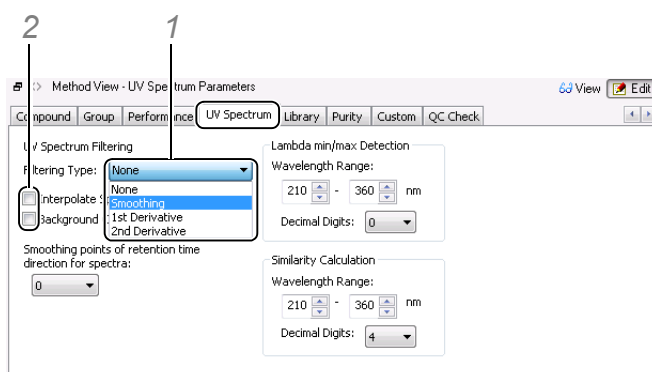 2 1
Method View - UV Spectrum Parameters View Edit
Compound Group Performance UV Spectrum Library Purity Custom QC Check
UV Spectrum Filtering
Filtering Type: None
None
Smoothing
1st Derivative
2nd Derivative
Interpolate
Background
Smoothing points of retention time
direction for spectra:
0
Lambda min/max Detection
Wavelength Range:
210 - 360 nm
Decimal Digits: 0
Similarity Calculation
Wavelength Range:
210 - 360 nm
Decimal Digits: 4